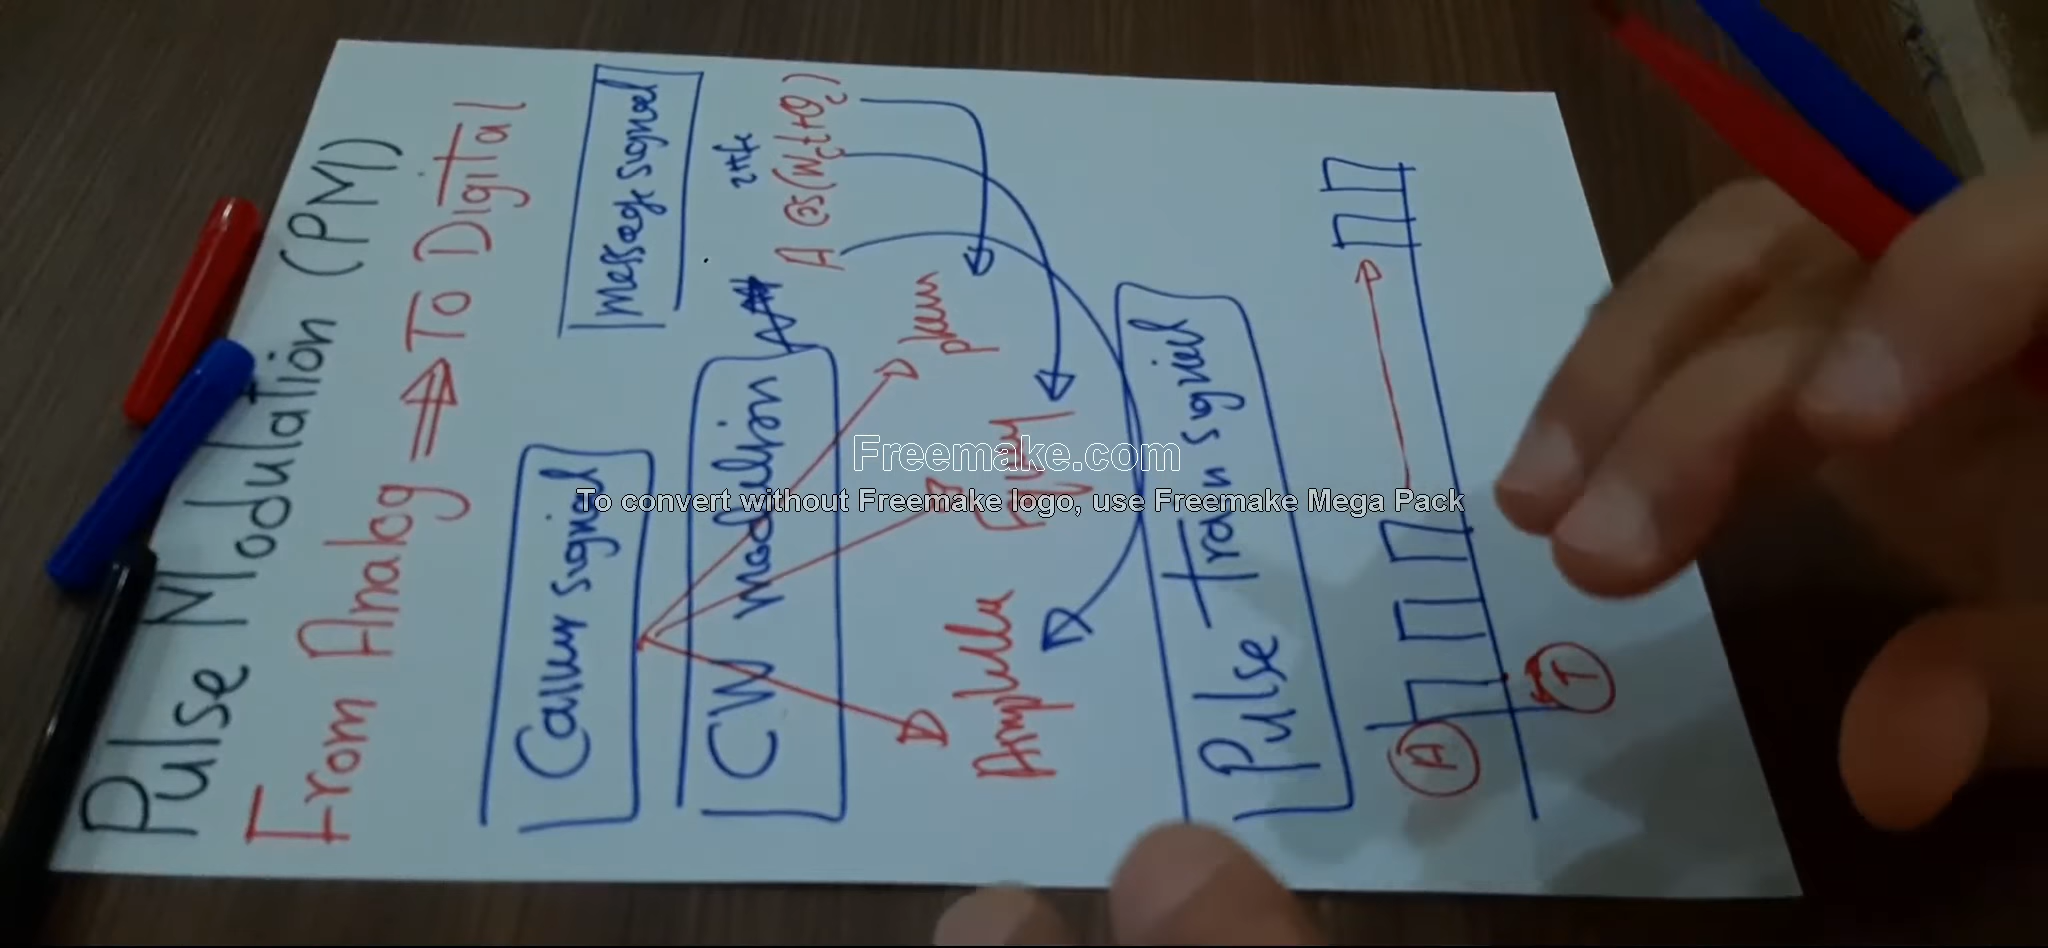 Pulse Modulation (PM)
From Analog ⇒ To Digital
Carrier signal
Message signal
CW modulation
2πfc
A Cos(Wct+θc)
Amplitude
pham
Pulse Train signal
A
T
Freemake.com
To convert without Freemake logo, use Freemake Mega Pack